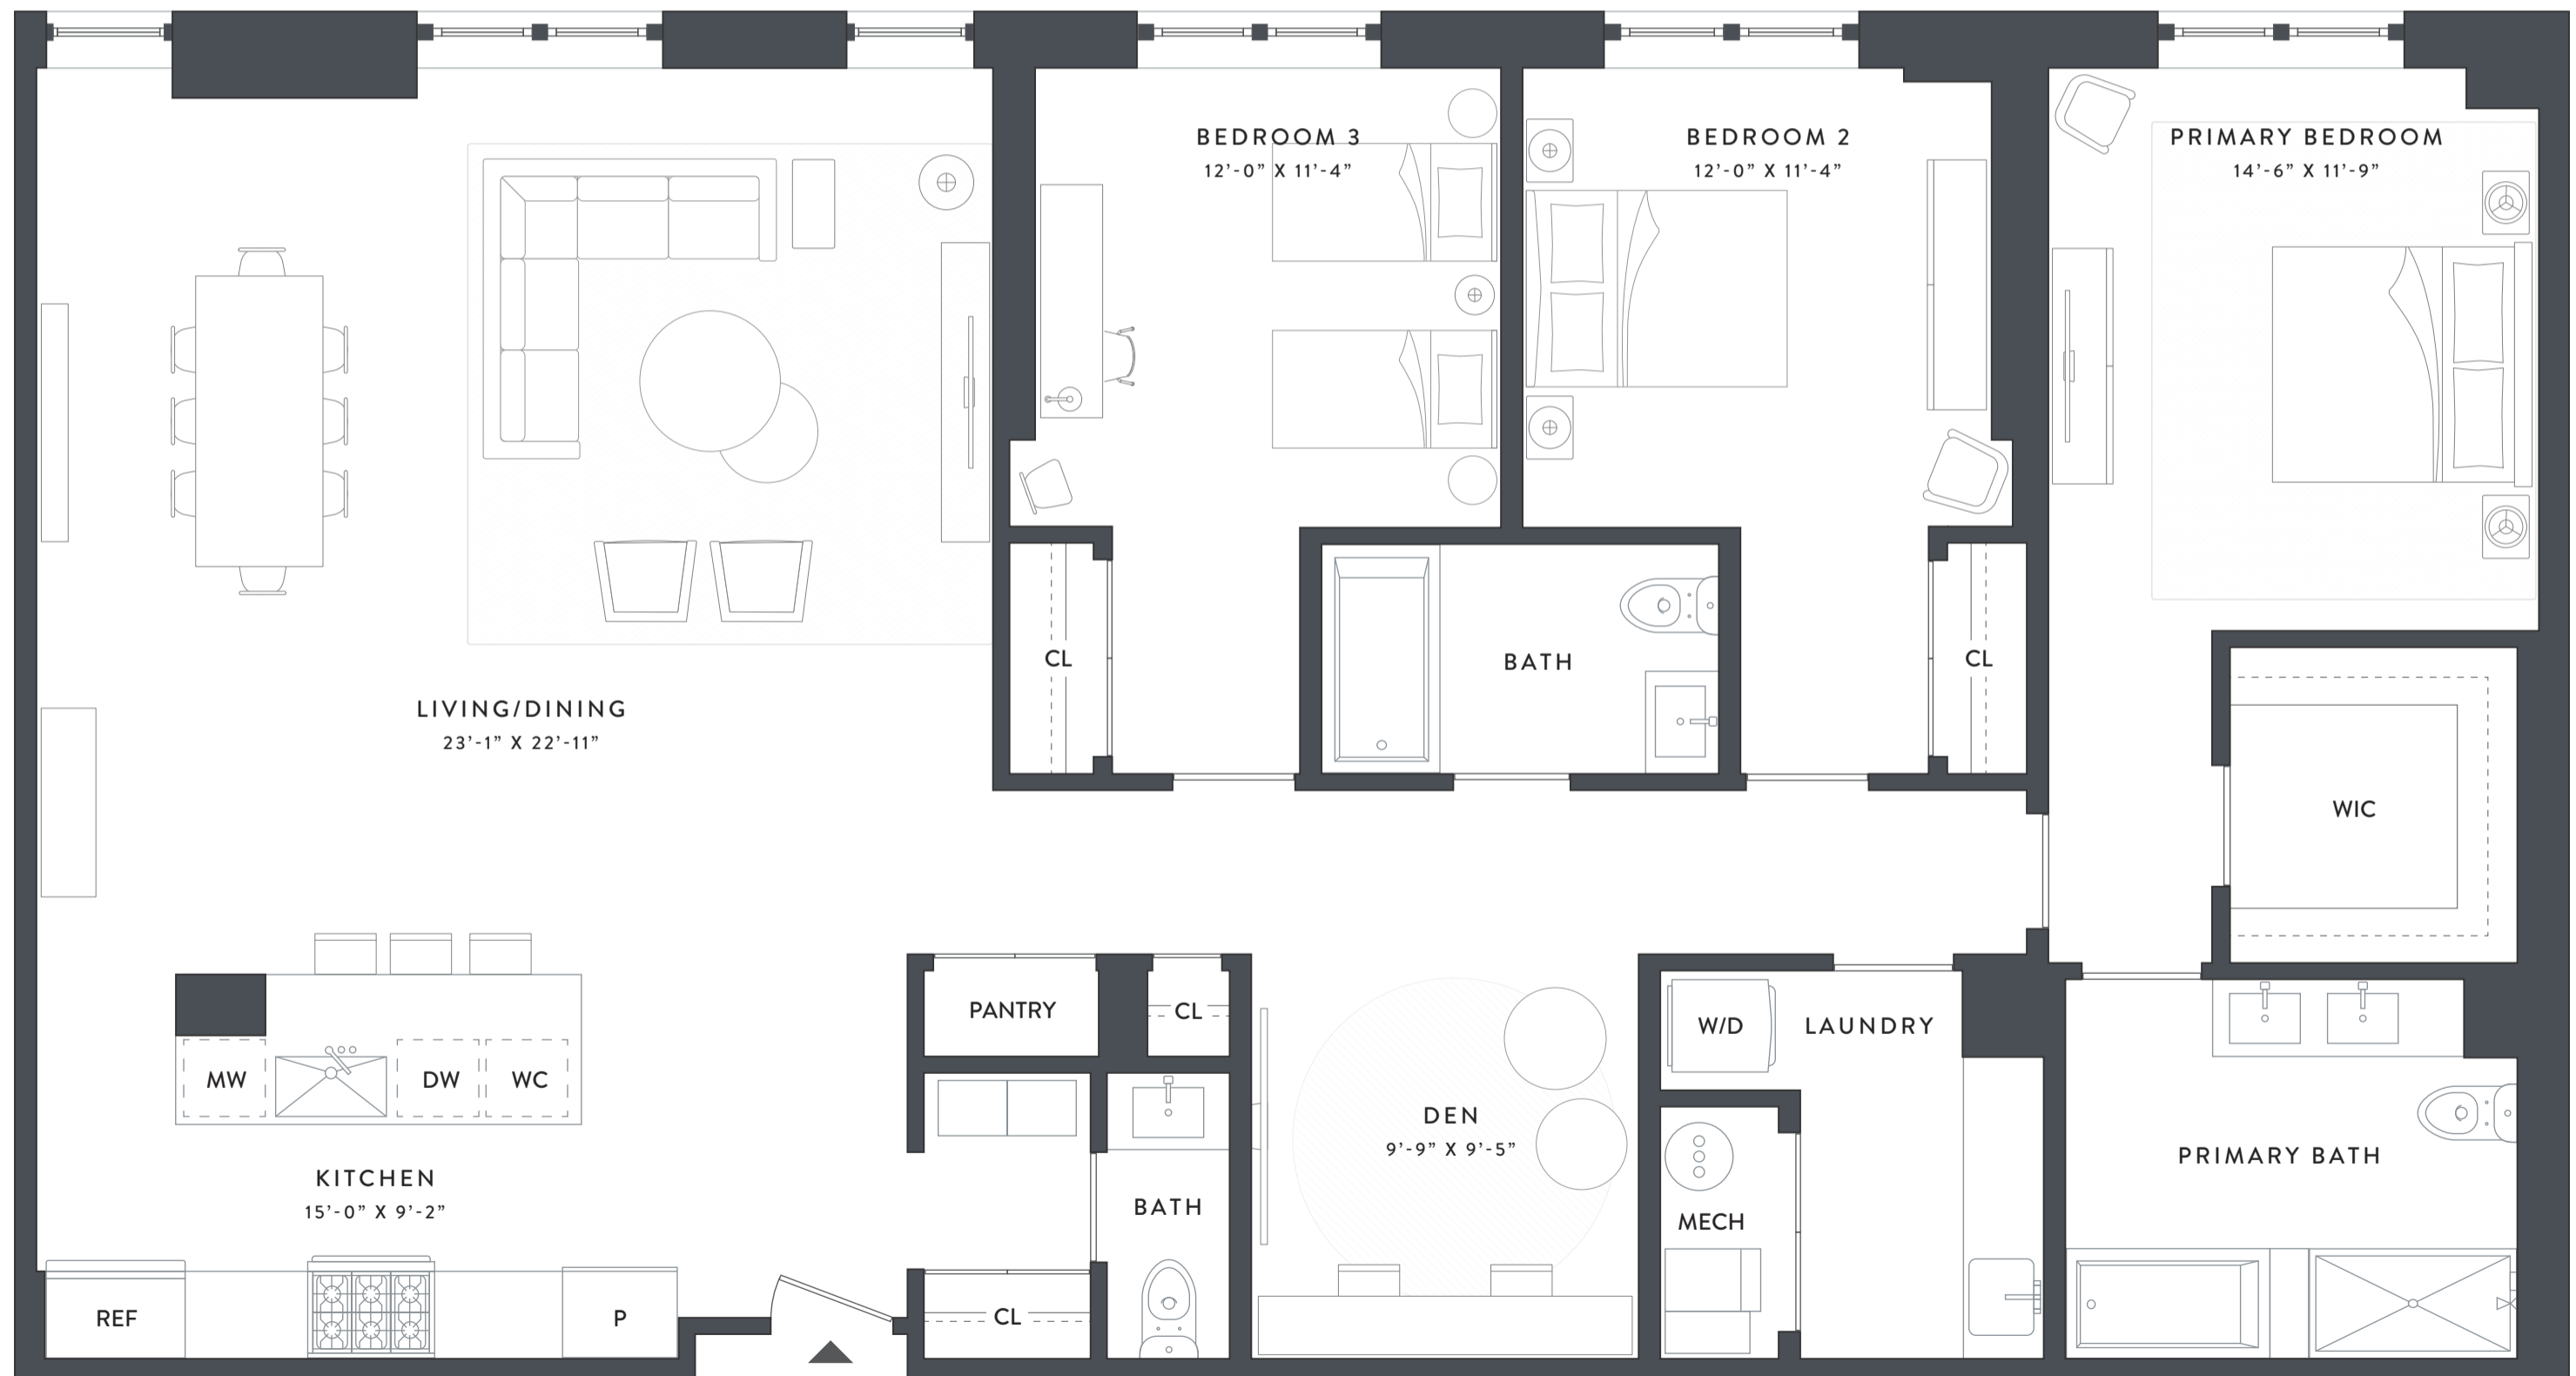 BEDROOM 3
12'-0” X 11'-4”
BEDROOM 2
12'-0” X 11'-4”
PRIMARY BEDROOM
14'-6” X 11'-9”
CL
BATH
CL
LIVING/DINING
23'-1” X 22'-11”
WIC
PANTRY
CL
W/D
LAUNDRY
MW
DW
WC
DEN
9'-9” X 9'-5”
PRIMARY BATH
KITCHEN
15'-0” X 9'-2”
BATH
MECH
REF
P
CL